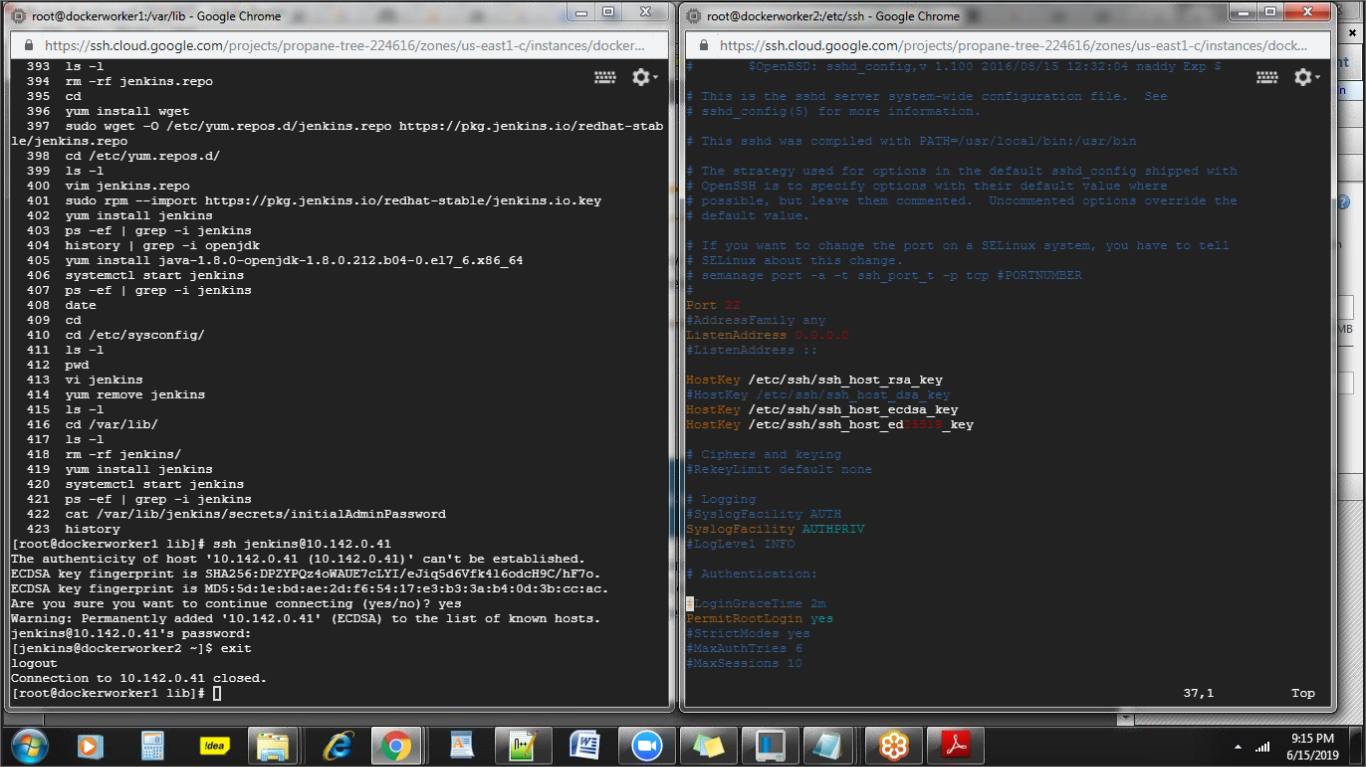 root@dockerworker1:/var/lib - Google Chrome
https://ssh.cloud.google.com/projects/propane-tree-224616/zones/us-east1-c/instances/docker...
393 ls -l
394 rm -rf jenkins.repo
395 cd
396 yum install wget
397 sudo wget -O /etc/yum.repos.d/jenkins.repo https://pkg.jenkins.io/redhat-stab
le/jenkins.repo
398 cd /etc/yum.repos.d/
399 ls -l
400 vim jenkins.repo
401 sudo rpm --import https://pkg.jenkins.io/redhat-stable/jenkins.io.key
402 yum install jenkins
403 ps -ef | grep -i jenkins
404 history | grep -i openjdk
405 yum install java-1.8.0-openjdk-1.8.0.212.b04-0.el7_6.x86_64
406 systemctl start jenkins
407 ps -ef | grep -i jenkins
408 date
409 cd
410 cd /etc/sysconfig/
411 ls -l
412 pwd
413 vi jenkins
414 yum remove jenkins
415 ls -l
416 cd /var/lib/
417 ls -l
418 rm -rf jenkins/
419 yum install jenkins
420 systemctl start jenkins
421 ps -ef | grep -i jenkins
422 cat /var/lib/jenkins/secrets/initialAdminPassword
423 history
[root@dockerworker1 lib]# ssh jenkins@10.142.0.41
The authenticity of host '10.142.0.41 (10.142.0.41)' can't be established.
ECDSA key fingerprint is SHA256:DPZYPQz4oWAUE7cLYI/eJiq5d6Vfk4l6odcH9C/hF7o.
ECDSA key fingerprint is MD5:5d:1e:bd:ae:2d:f6:54:17:e3:b3:3a:b4:0d:3b:cc:ac.
Are you sure you want to continue connecting (yes/no)? yes
Warning: Permanently added '10.142.0.41' (ECDSA) to the list of known hosts.
jenkins@10.142.0.41's password:
[jenkins@dockerworker2 ~]$ exit
logout
Connection to 10.142.0.41 closed.
[root@dockerworker1 lib]#
root@dockerworker2:/etc/ssh - Google Chrome
https://ssh.cloud.google.com/projects/propane-tree-224616/zones/us-east1-c/instances/dock...
# $OpenBSD: sshd_config,v 1.100 2016/08/15 12:32:04 naddy Exp $
# This is the sshd server system-wide configuration file. See
# sshd_config(5) for more information.
# This sshd was compiled with PATH=/usr/local/bin:/usr/bin
# The strategy used for options in the default sshd_config shipped with
# OpenSSH is to specify options with their default value where
# possible, but leave them commented. Uncommented options override the
# default value.
# If you want to change the port on a SELinux system, you have to tell
# SELinux about this change.
# semanage port -a -t ssh_port_t -p tcp #PORTNUMBER
#
Port 22
#AddressFamily any
ListenAddress 0.0.0.0
#ListenAddress ::
HostKey /etc/ssh/ssh_host_rsa_key
#HostKey /etc/ssh/ssh_host_dsa_key
HostKey /etc/ssh/ssh_host_ecdsa_key
HostKey /etc/ssh/ssh_host_ed25519_key
# Ciphers and keying
#RekeyLimit default none
# Logging
#SyslogFacility AUTH
SyslogFacility AUTHPRIV
#LogLevel INFO
# Authentication:
#LoginGraceTime 2m
PermitRootLogin yes
#StrictModes yes
#MaxAuthTries 6
#MaxSessions 10
37,1 Top
MB
!dea
9:15 PM
6/15/2019